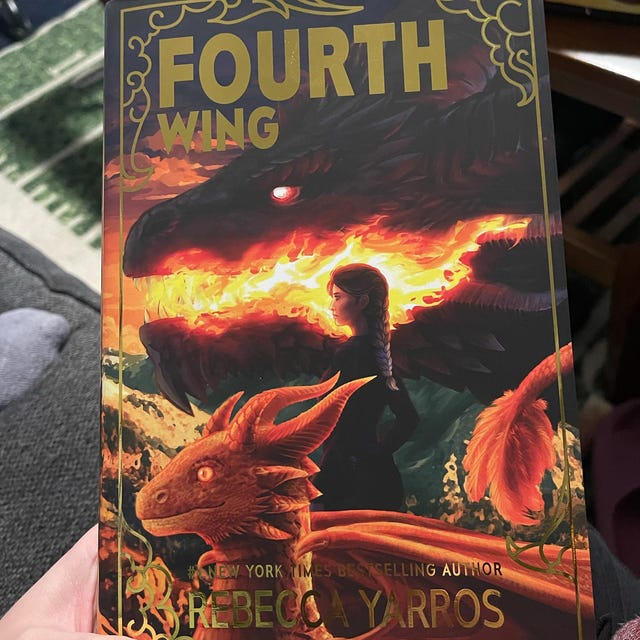 FOURTH
WING
#1 NEW YORK TIMES BESTSELLING AUTHOR
REBECCA YARROS